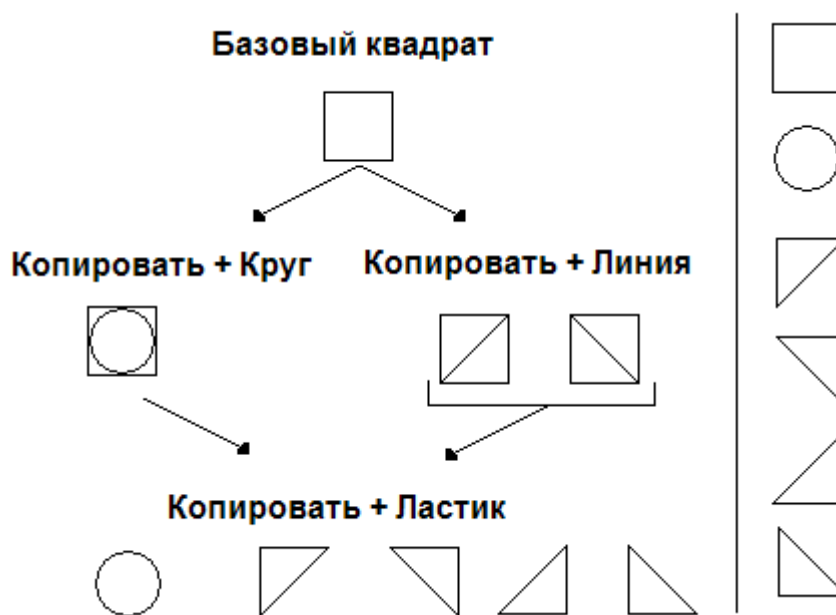 Базовый квадрат
Копировать + Круг
Копировать + Линия
Копировать + Ластик